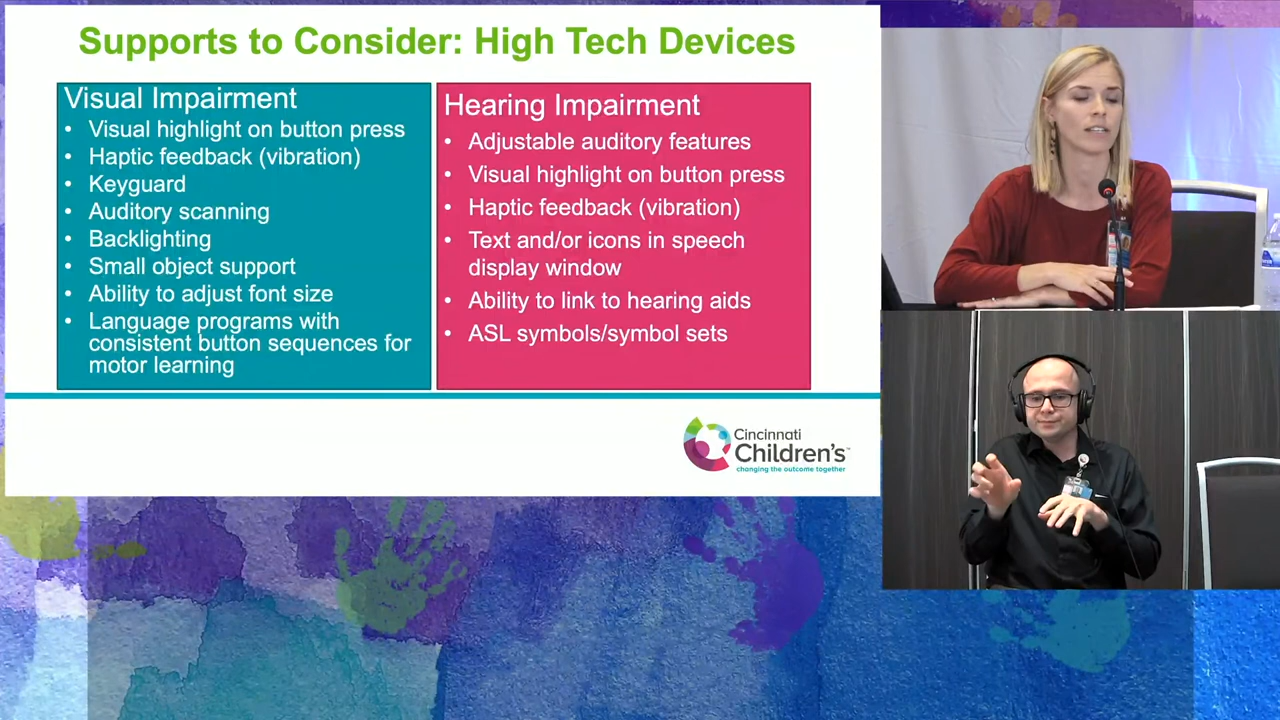 Supports to Consider: High Tech Devices
Visual Impairment
• Visual highlight on button press
• Haptic feedback (vibration)
• Keyguard
• Auditory scanning
• Backlighting
• Small object support
• Ability to adjust font size
• Language programs with
consistent button sequences for
motor learning
Hearing Impairment
• Adjustable auditory features
• Visual highlight on button press
• Haptic feedback (vibration)
• Text and/or icons in speech
display window
• Ability to link to hearing aids
• ASL symbols/symbol sets
Cincinnati
Children's™
changing the outcome together